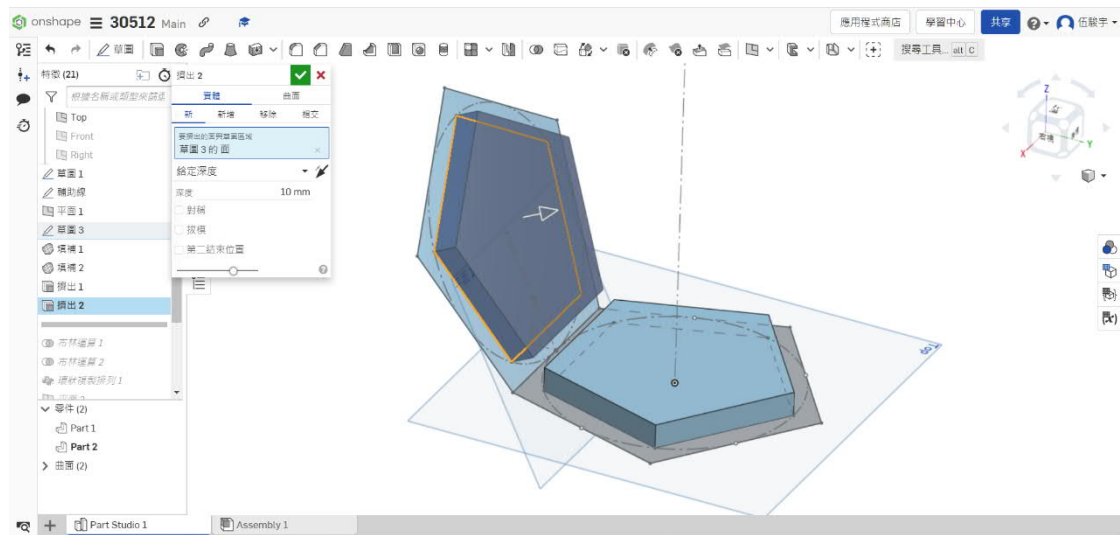 onshape 30512 Main 應用程式商店 學習中心 共享 伍駿宇
草圖 搜尋工具... alt C
特徵 (21)
根據名稱或類型來篩選
Top
Front
Right
草圖 1
輔助線
平面 1
草圖 3
填補 1
填補 2
擠出 1
擠出 2
布林運算 1
布林運算 2
環狀複製排列 1
零件 (2)
Part 1
Part 2
曲面 (2)
擠出 2
實體 曲面
新 新增 移除 相交
要擠出的面與草圖區域
草圖 3 的 面
給定深度
深度 10 mm
對稱
拔模
第二結束位置
Top
Z
Y
X
Part Studio 1 Assembly 1